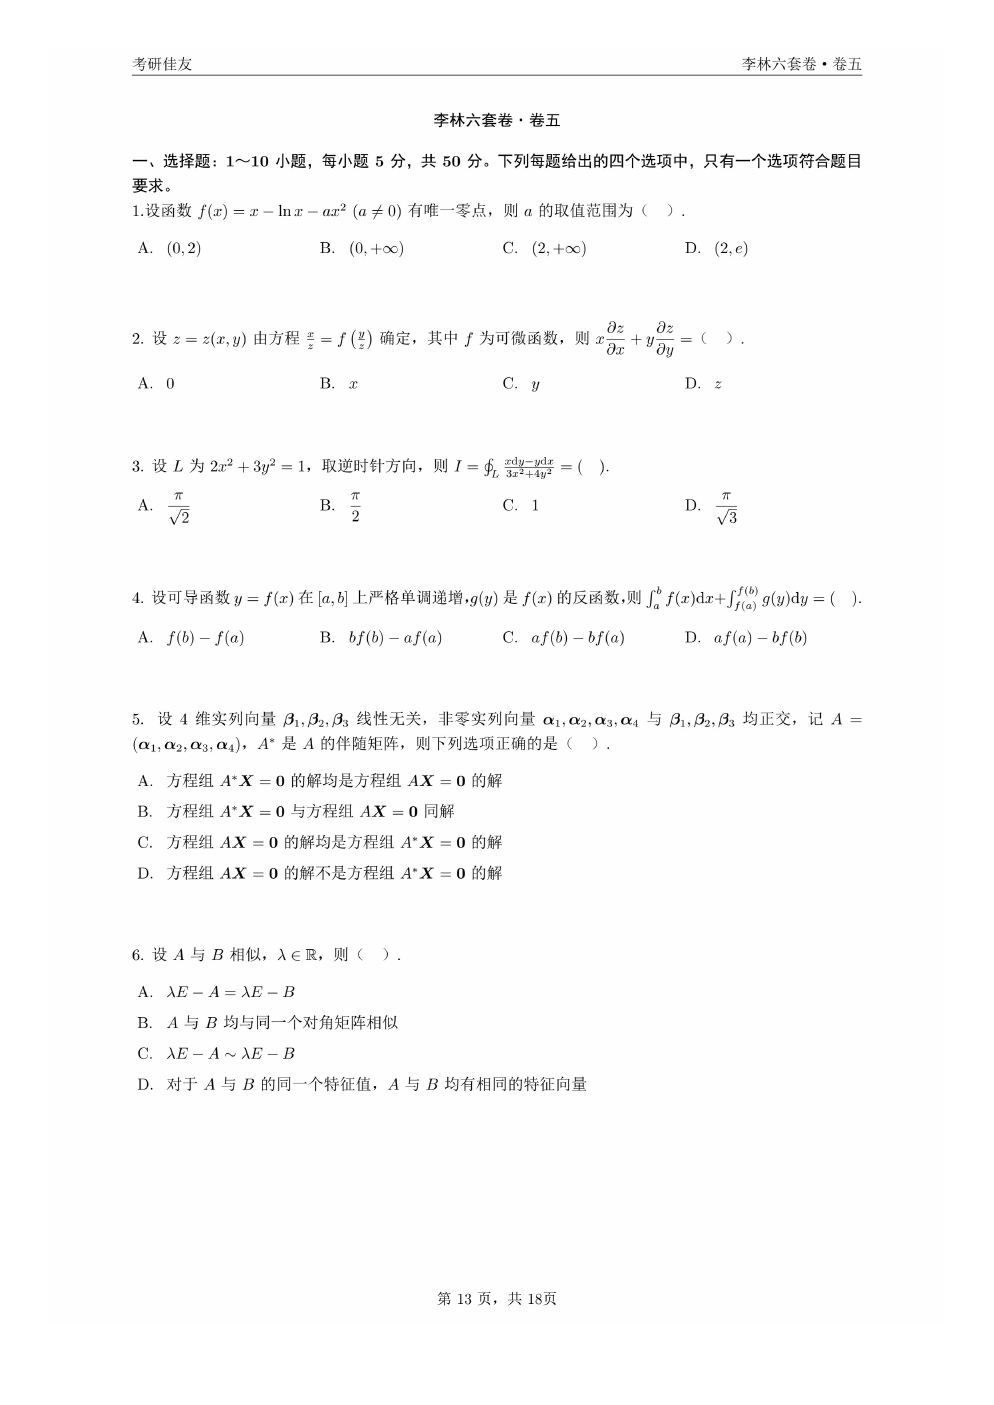 考研佳友 李林六套卷·卷五
李林六套卷·卷五
一、选择题：1～10 小题，每小题 5 分，共 50 分。下列每题给出的四个选项中，只有一个选项符合题目
要求。
1.设函数 f(x) = x − ln x − ax² (a ≠ 0) 有唯一零点，则 a 的取值范围为（ ）.
A. (0, 2) B. (0, +∞) C. (2, +∞) D. (2, e)
2. 设 z = z(x, y) 由方程 x/z = f(y/z) 确定，其中 f 为可微函数，则 x ∂z/∂x + y ∂z/∂y =（ ）.
A. 0 B. x C. y D. z
3. 设 L 为 2x² + 3y² = 1，取逆时针方向，则 I = ∮_L (xdy−ydx)/(3x²+4y²) = ( ).
A. π/√2 B. π/2 C. 1 D. π/√3
4. 设可导函数 y = f(x) 在 [a, b] 上严格单调递增，g(y) 是 f(x) 的反函数，则 ∫_a^b f(x)dx + ∫_{f(a)}^{f(b)} g(y)dy = ( ).
A. f(b) − f(a) B. bf(b) − af(a) C. af(b) − bf(a) D. af(a) − bf(b)
5. 设 4 维实列向量 β₁, β₂, β₃ 线性无关，非零实列向量 α₁, α₂, α₃, α₄ 与 β₁, β₂, β₃ 均正交，记 A =
(α₁, α₂, α₃, α₄)，A* 是 A 的伴随矩阵，则下列选项正确的是（ ）.
A. 方程组 A*X = 0 的解均是方程组 AX = 0 的解
B. 方程组 A*X = 0 与方程组 AX = 0 同解
C. 方程组 AX = 0 的解均是方程组 A*X = 0 的解
D. 方程组 AX = 0 的解不是方程组 A*X = 0 的解
6. 设 A 与 B 相似，λ ∈ ℝ，则（ ）.
A. λE − A = λE − B
B. A 与 B 均与同一个对角矩阵相似
C. λE − A ∼ λE − B
D. 对于 A 与 B 的同一个特征值，A 与 B 均有相同的特征向量
第 13 页，共 18页